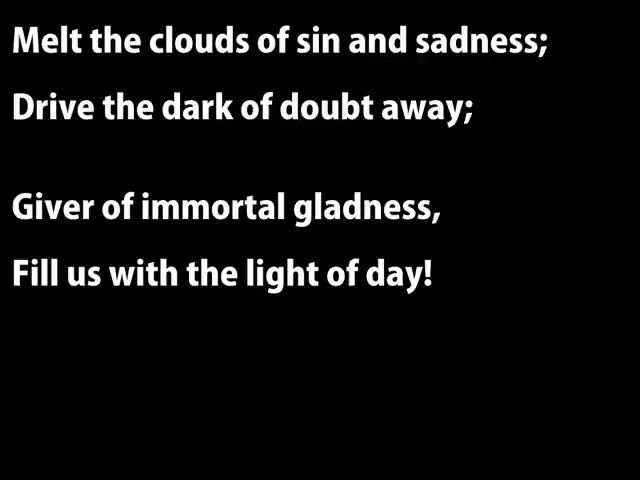 Melt the clouds of sin and sadness;
Drive the dark of doubt away;
Giver of immortal gladness,
Fill us with the light of day!